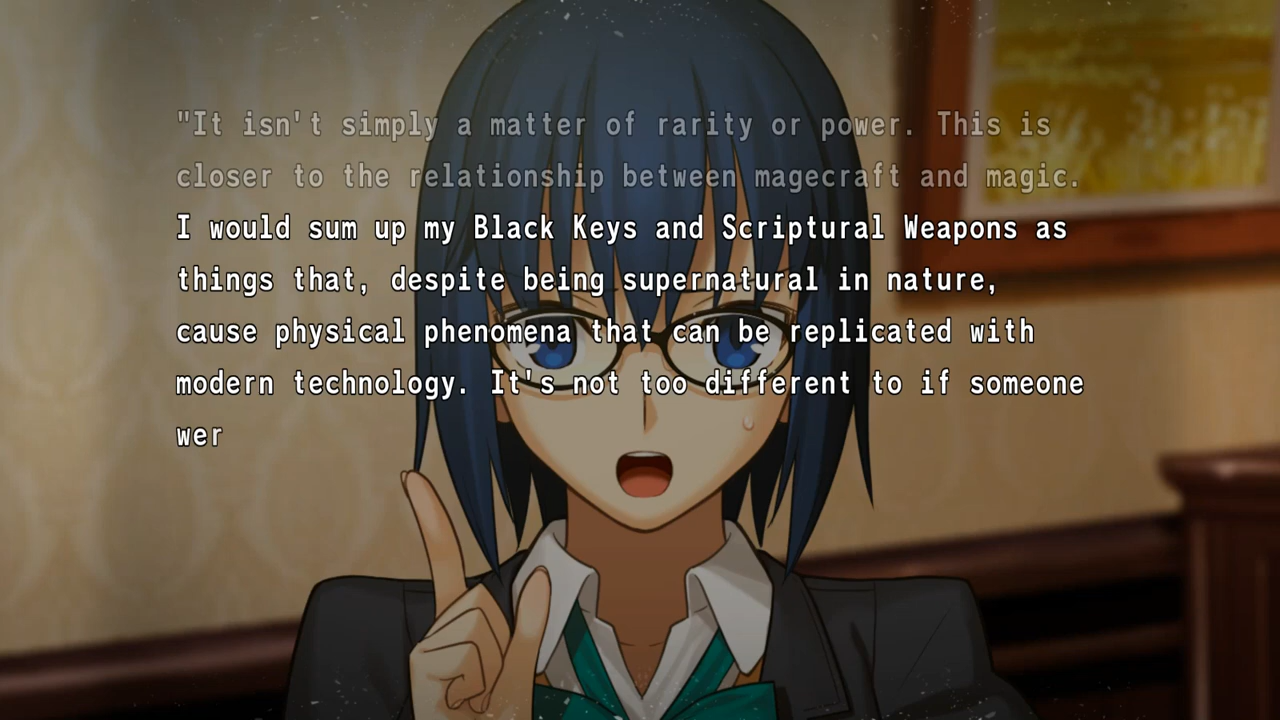 "It isn't simply a matter of rarity or power. This is
closer to the relationship between magecraft and magic.
I would sum up my Black Keys and Scriptural Weapons as
things that, despite being supernatural in nature,
cause physical phenomena that can be replicated with
modern technology. It's not too different to if someone
wer